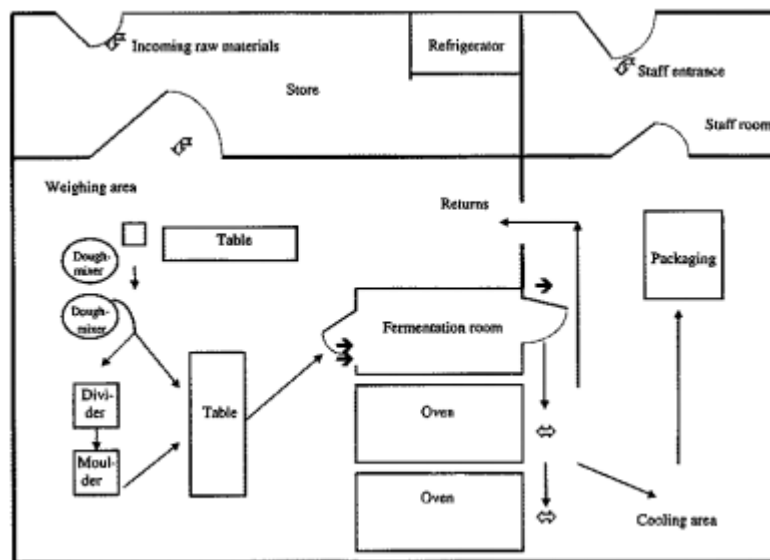 Incoming raw materials
Refrigerator
Staff entrance
Store
Staff room
Weighing area
Returns
Table
Dough-
mixer
Packaging
Dough-
mixer
Fermentation room
Divi-
der
Table
Oven
Moul-
der
Oven
Cooling area